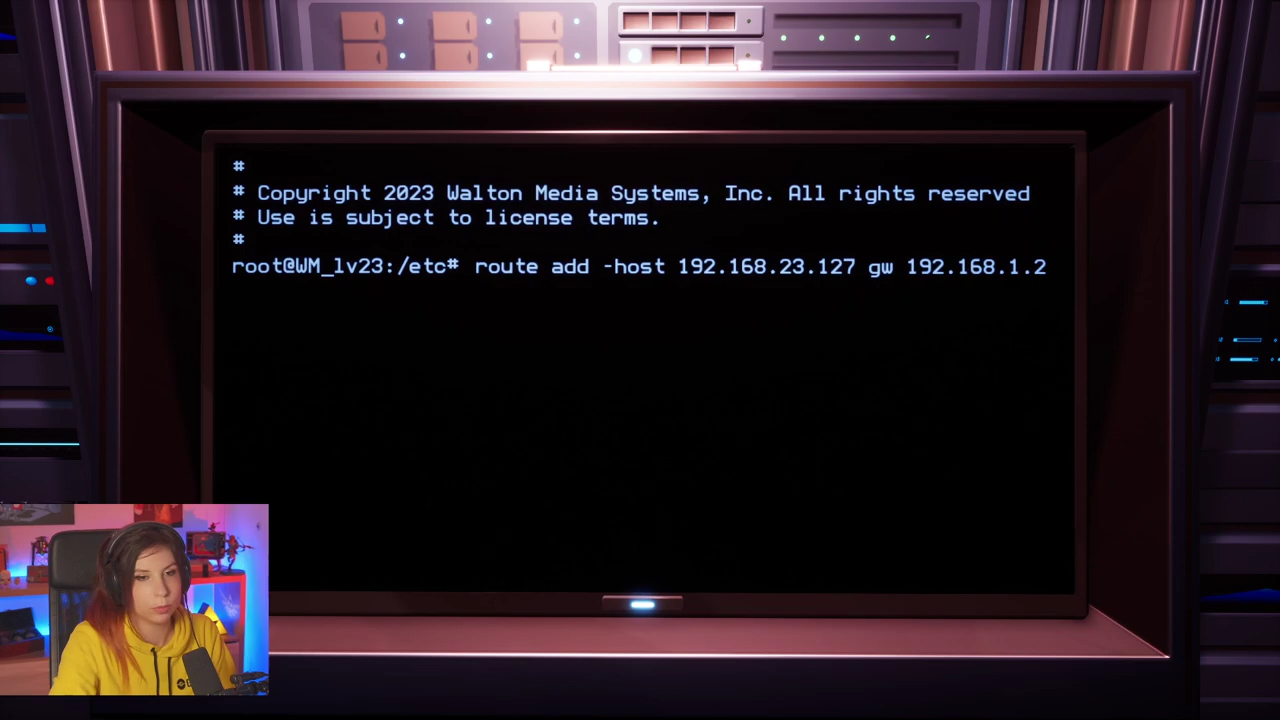 #
# Copyright 2023 Walton Media Systems, Inc. All rights reserved
# Use is subject to license terms.
#
root@WM_lv23:/etc# route add -host 192.168.23.127 gw 192.168.1.2